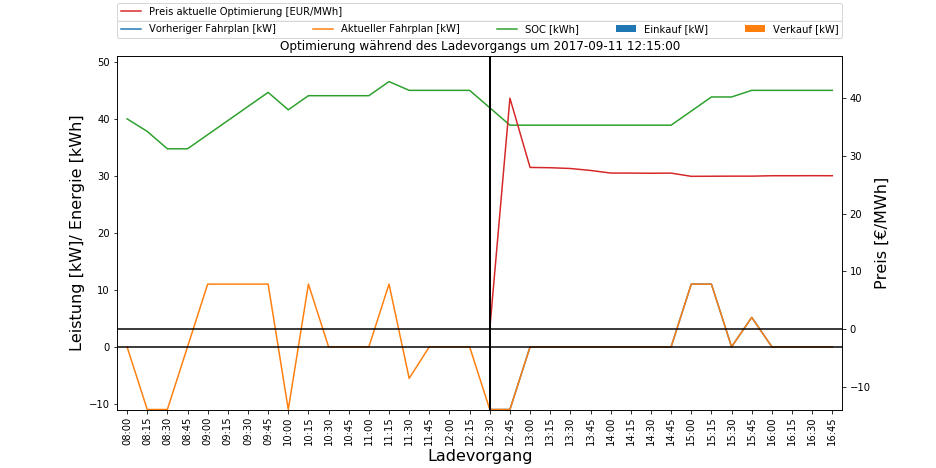 Preis aktuelle Optimierung [EUR/MWh]
Vorheriger Fahrplan [kW] Aktueller Fahrplan [kW] SOC [kWh] Einkauf [kW] Verkauf [kW]
Optimierung während des Ladevorgangs um 2017-09-11 12:15:00
Leistung [kW]/ Energie [kWh]
50
40
30
20
10
0
−10
40
30
20
10
0
−10
Preis [€/MWh]
08:00 08:15 08:30 08:45 09:00 09:15 09:30 09:45 10:00 10:15 10:30 10:45 11:00 11:15 11:30 11:45 12:00 12:15 12:30 12:45 13:00 13:15 13:30 13:45 14:00 14:15 14:30 14:45 15:00 15:15 15:30 15:45 16:00 16:15 16:30 16:45
Ladevorgang